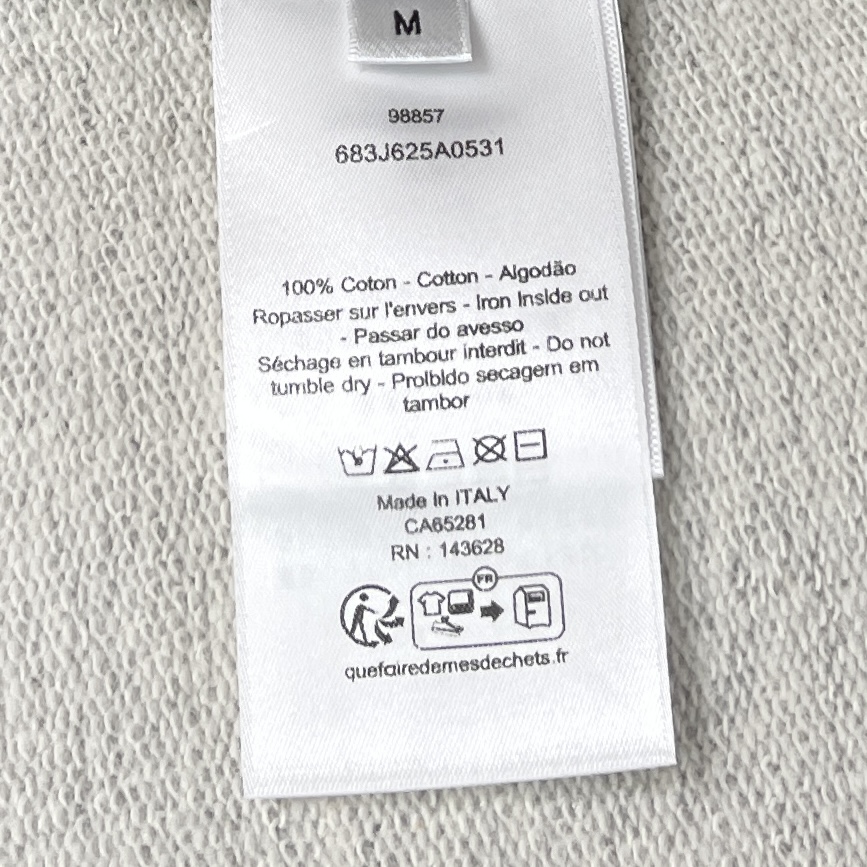 M
98857
683J625A0531
100% Coton - Cotton - Algodão
Ropasser sur l'envers - Iron Inside out
- Passar do avesso
Séchage en tambour interdit - Do not
tumble dry - Proibido secagem em
tambor
Made In ITALY
CA65281
RN : 143628
FR
quefairedemesdechets.fr